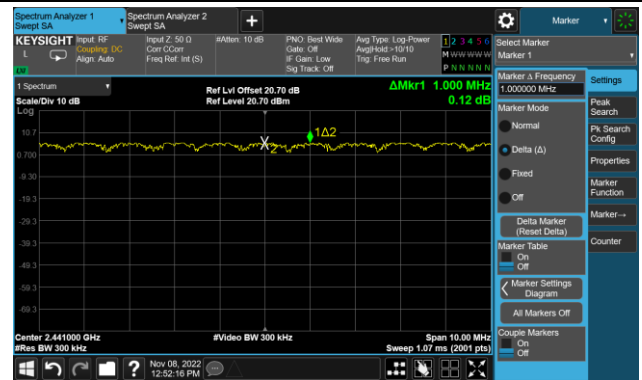 Spectrum Analyzer 1
Swept SA
Spectrum Analyzer 2
Swept SA
+
Marker
KEYSIGHT
L
LXI
Input: RF
Coupling: DC
Align: Auto
Input Z: 50 Ω
Corr CCorr
Freq Ref: Int (S)
#Atten: 10 dB
PNO: Best Wide
Gate: Off
IF Gain: Low
Sig Track: Off
Avg Type: Log-Power
Avg|Hold:>10/10
Trig: Free Run
1 2 3 4 5 6
M W W W W W
P N N N N N
Select Marker
Marker 1
1 Spectrum
Scale/Div 10 dB
Log
Ref Lvl Offset 20.70 dB
Ref Level 20.70 dBm
ΔMkr1 1.000 MHz
0.12 dB
10.7
0.700
-9.30
-19.3
-29.3
-39.3
-49.3
-59.3
-69.3
1Δ2
X2
Center 2.441000 GHz
#Res BW 300 kHz
#Video BW 300 kHz
Span 10.00 MHz
Sweep 1.07 ms (2001 pts)
Marker Δ Frequency
1.000000 MHz
Marker Mode
Normal
Delta (Δ)
Fixed
Off
Delta Marker
(Reset Delta)
Marker Table
On
Off
Marker Settings
Diagram
All Markers Off
Couple Markers
On
Off
Settings
Peak
Search
Pk Search
Config
Properties
Marker
Function
Marker→
Counter
?
Nov 08, 2022
12:52:16 PM